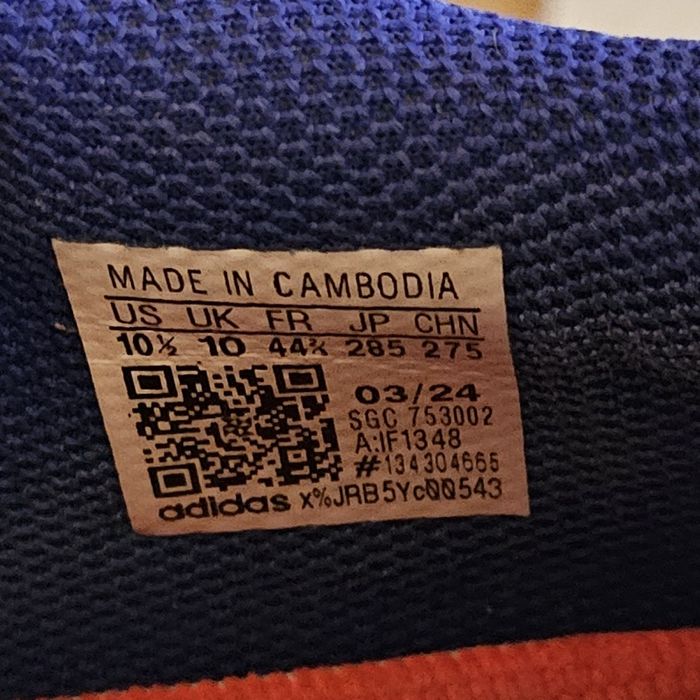 MADE IN CAMBODIA
US UK FR JP CHN
10½ 10 44⅔ 285 275
03/24
SGC 753002
A:IF1348
#134304665
adidas X%JRB5Yc00543